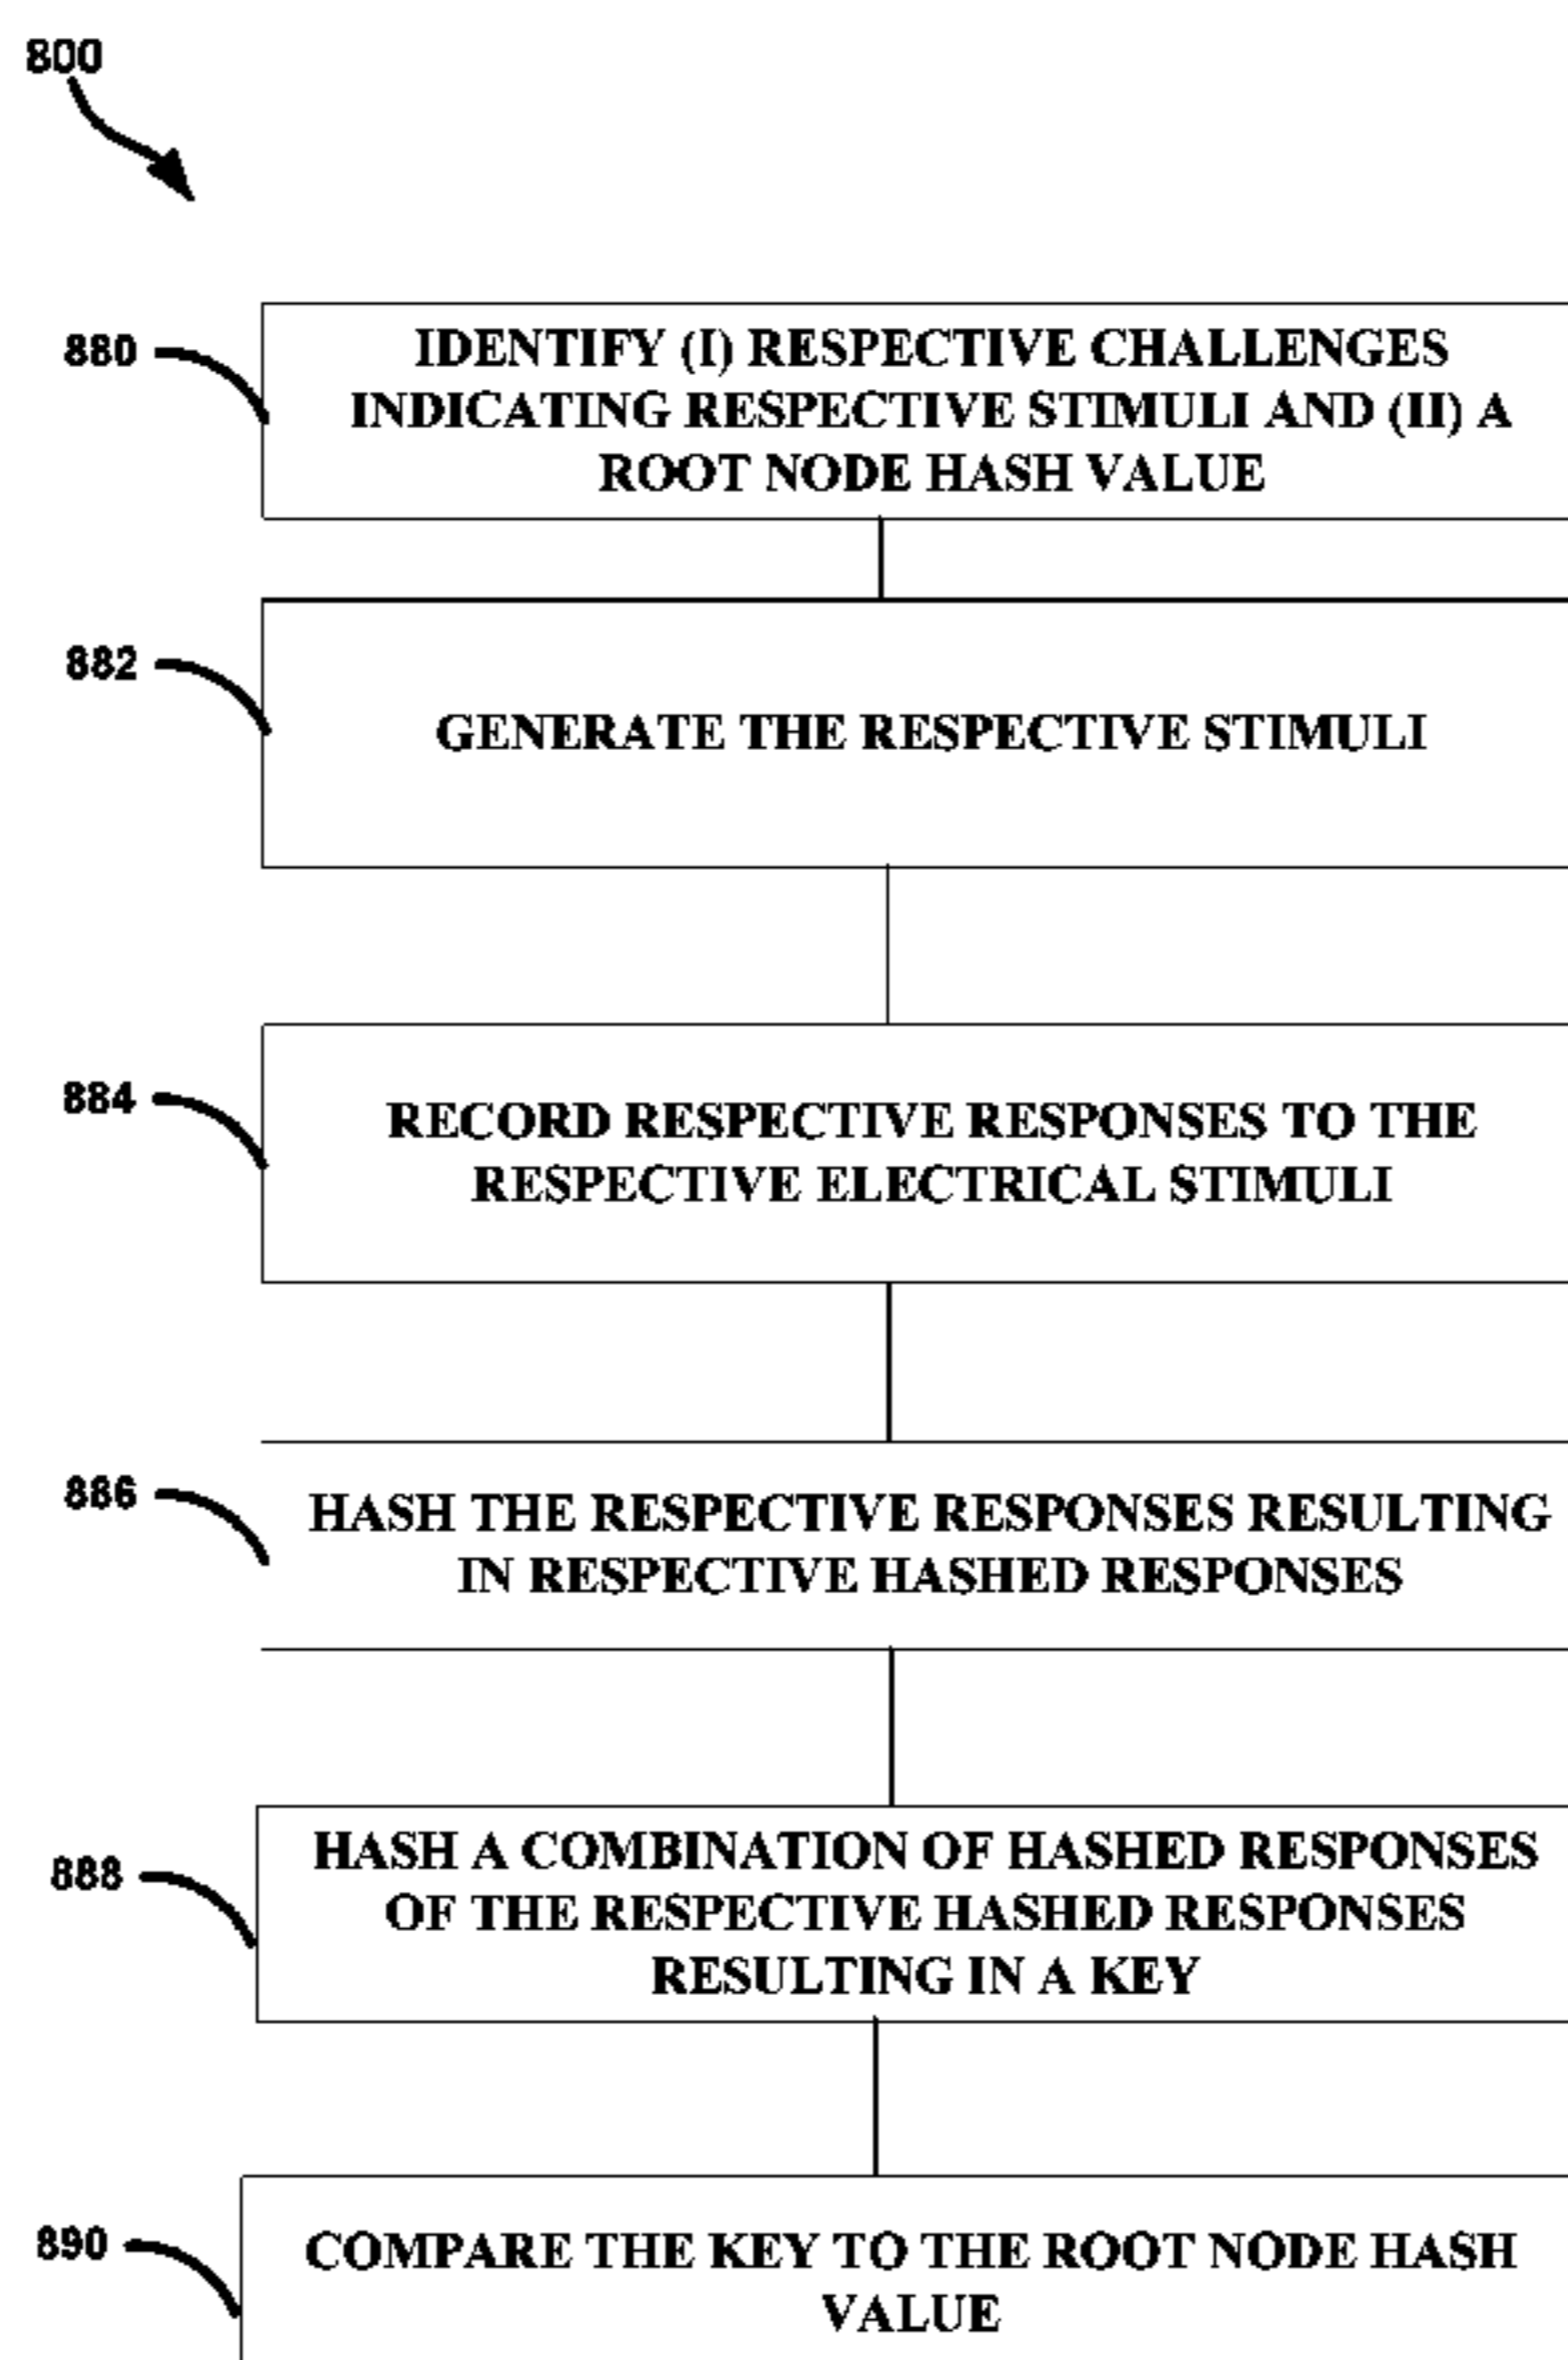 800
880
IDENTIFY (I) RESPECTIVE CHALLENGES
INDICATING RESPECTIVE STIMULI AND (II) A
ROOT NODE HASH VALUE
882
GENERATE THE RESPECTIVE STIMULI
884
RECORD RESPECTIVE RESPONSES TO THE
RESPECTIVE ELECTRICAL STIMULI
886
HASH THE RESPECTIVE RESPONSES RESULTING
IN RESPECTIVE HASHED RESPONSES
888
HASH A COMBINATION OF HASHED RESPONSES
OF THE RESPECTIVE HASHED RESPONSES
RESULTING IN A KEY
890
COMPARE THE KEY TO THE ROOT NODE HASH
VALUE